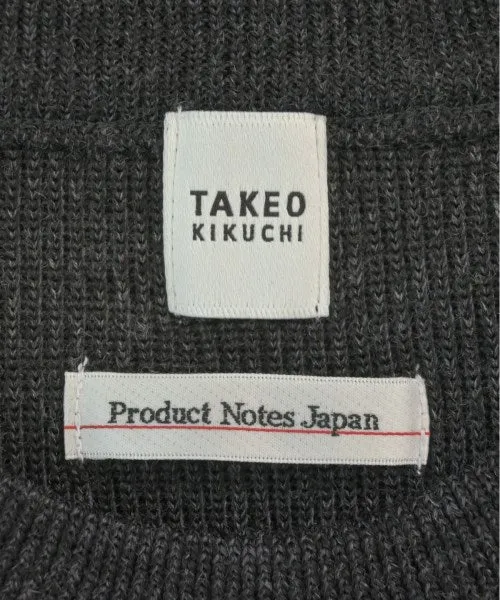 TAKEO
KIKUCHI
Product Notes Japan